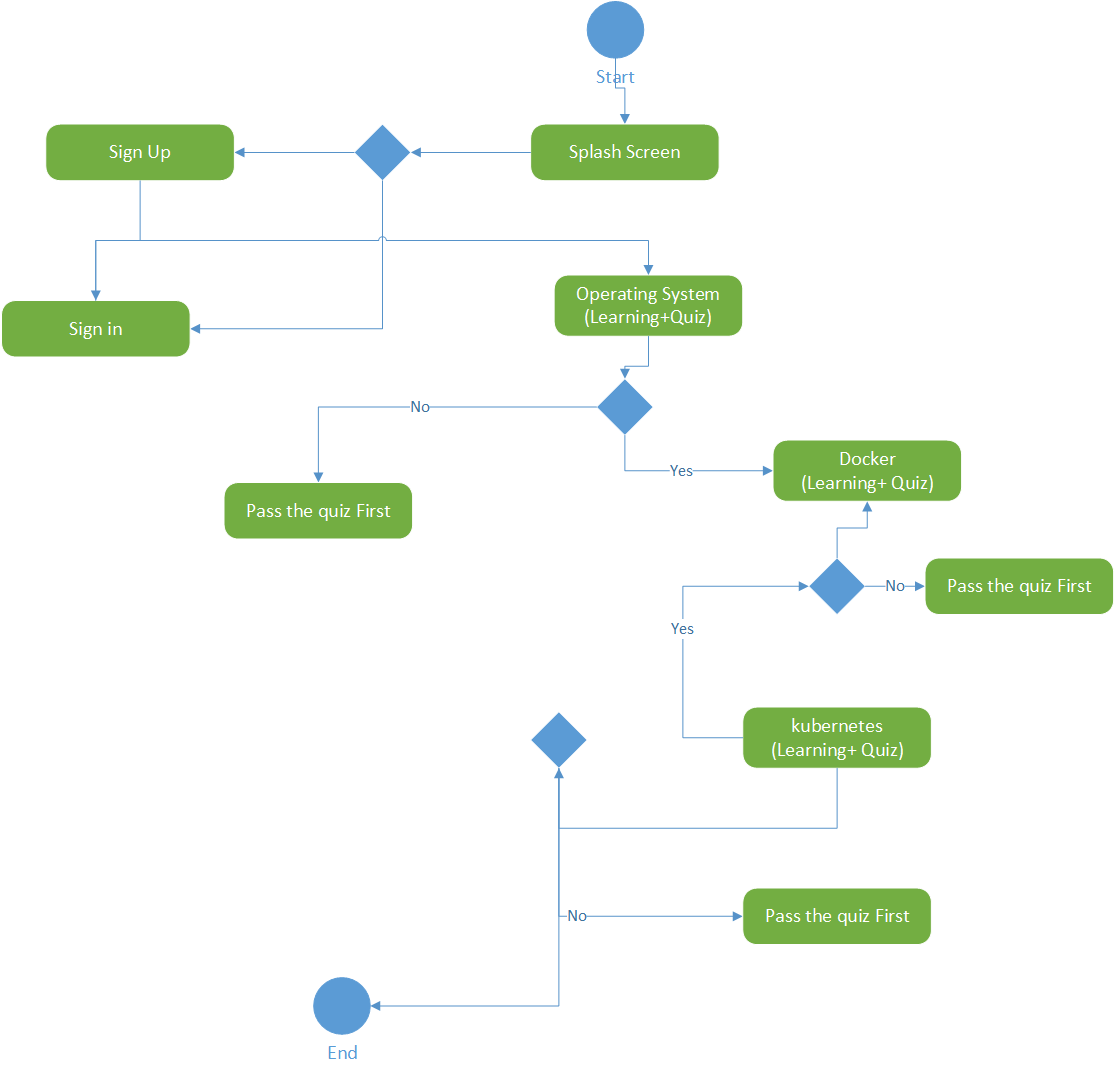 Start
Sign Up
Splash Screen
Operating System
(Learning+Quiz)
Sign in
No
Yes
Docker
(Learning+ Quiz)
Pass the quiz First
No
Pass the quiz First
Yes
kubernetes
(Learning+ Quiz)
No
Pass the quiz First
End